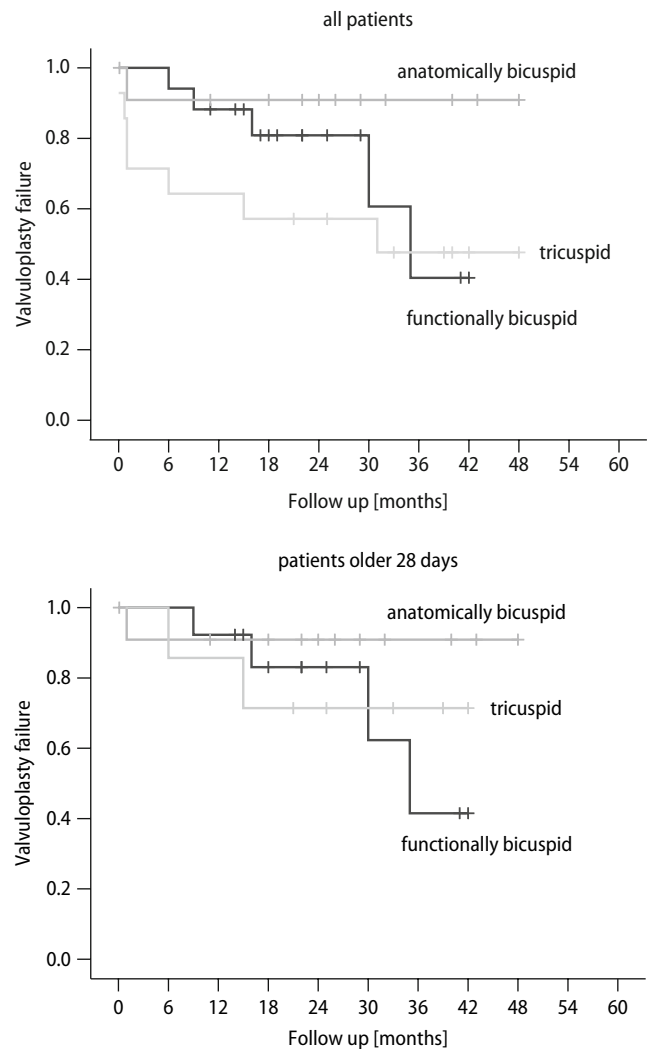 all patients
1.0
0.8
0.6
0.4
0.2
0.0
Valvuloplasty failure
anatomically bicuspid
tricuspid
functionally bicuspid
0 6 12 18 24 30 36 42 48 54 60
Follow up [months]
patients older 28 days
1.0
0.8
0.6
0.4
0.2
0.0
Valvuloplasty failure
anatomically bicuspid
tricuspid
functionally bicuspid
0 6 12 18 24 30 36 42 48 54 60
Follow up [months]